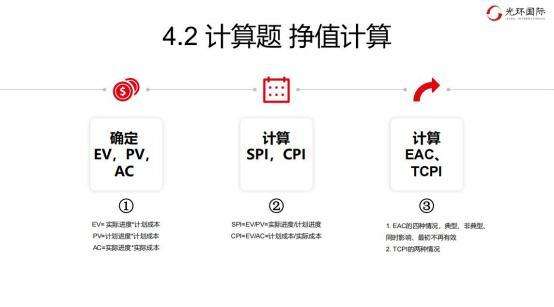 光环国际
4.2 计算题 挣值计算
确定
EV，PV，
AC
计算
SPI，CPI
计算
EAC、
TCPI
①
②
③
EV= 实际进度*计划成本
PV=计划进度*计划成本
AC=实际进度*实际成本
SPI=EV/PV=实际进度/计划进度
CPI=EV/AC=计划成本/实际成本
1. EAC的四种情况，典型，非典型，
同时影响、最初不再有效
2. TCPI的两种情况